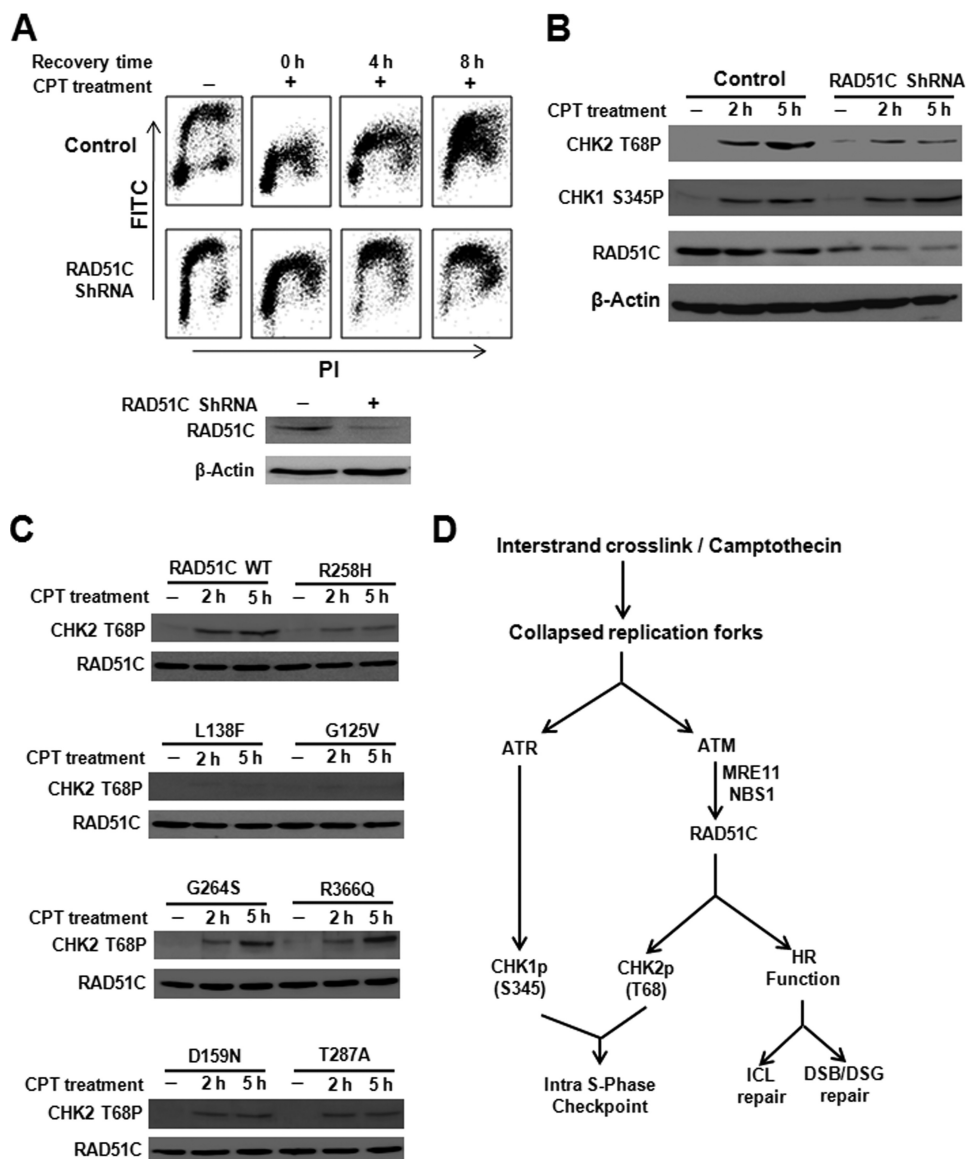 A
Recovery time 0 h 4 h 8 h
CPT treatment – + + +
Control
FITC
RAD51C
ShRNA
PI
RAD51C ShRNA – +
RAD51C
β-Actin
B
Control RAD51C ShRNA
CPT treatment – 2 h 5 h – 2 h 5 h
CHK2 T68P
CHK1 S345P
RAD51C
β-Actin
C
RAD51C WT R258H
CPT treatment – 2 h 5 h – 2 h 5 h
CHK2 T68P
RAD51C
L138F G125V
CPT treatment – 2 h 5 h – 2 h 5 h
CHK2 T68P
RAD51C
G264S R366Q
CPT treatment – 2 h 5 h – 2 h 5 h
CHK2 T68P
RAD51C
D159N T287A
CPT treatment – 2 h 5 h – 2 h 5 h
CHK2 T68P
RAD51C
D
Interstrand crosslink / Camptothecin
Collapsed replication forks
ATR ATM
MRE11
NBS1
RAD51C
CHK1p
(S345)
CHK2p
(T68)
HR
Function
Intra S-Phase
Checkpoint
ICL
repair
DSB/DSG
repair